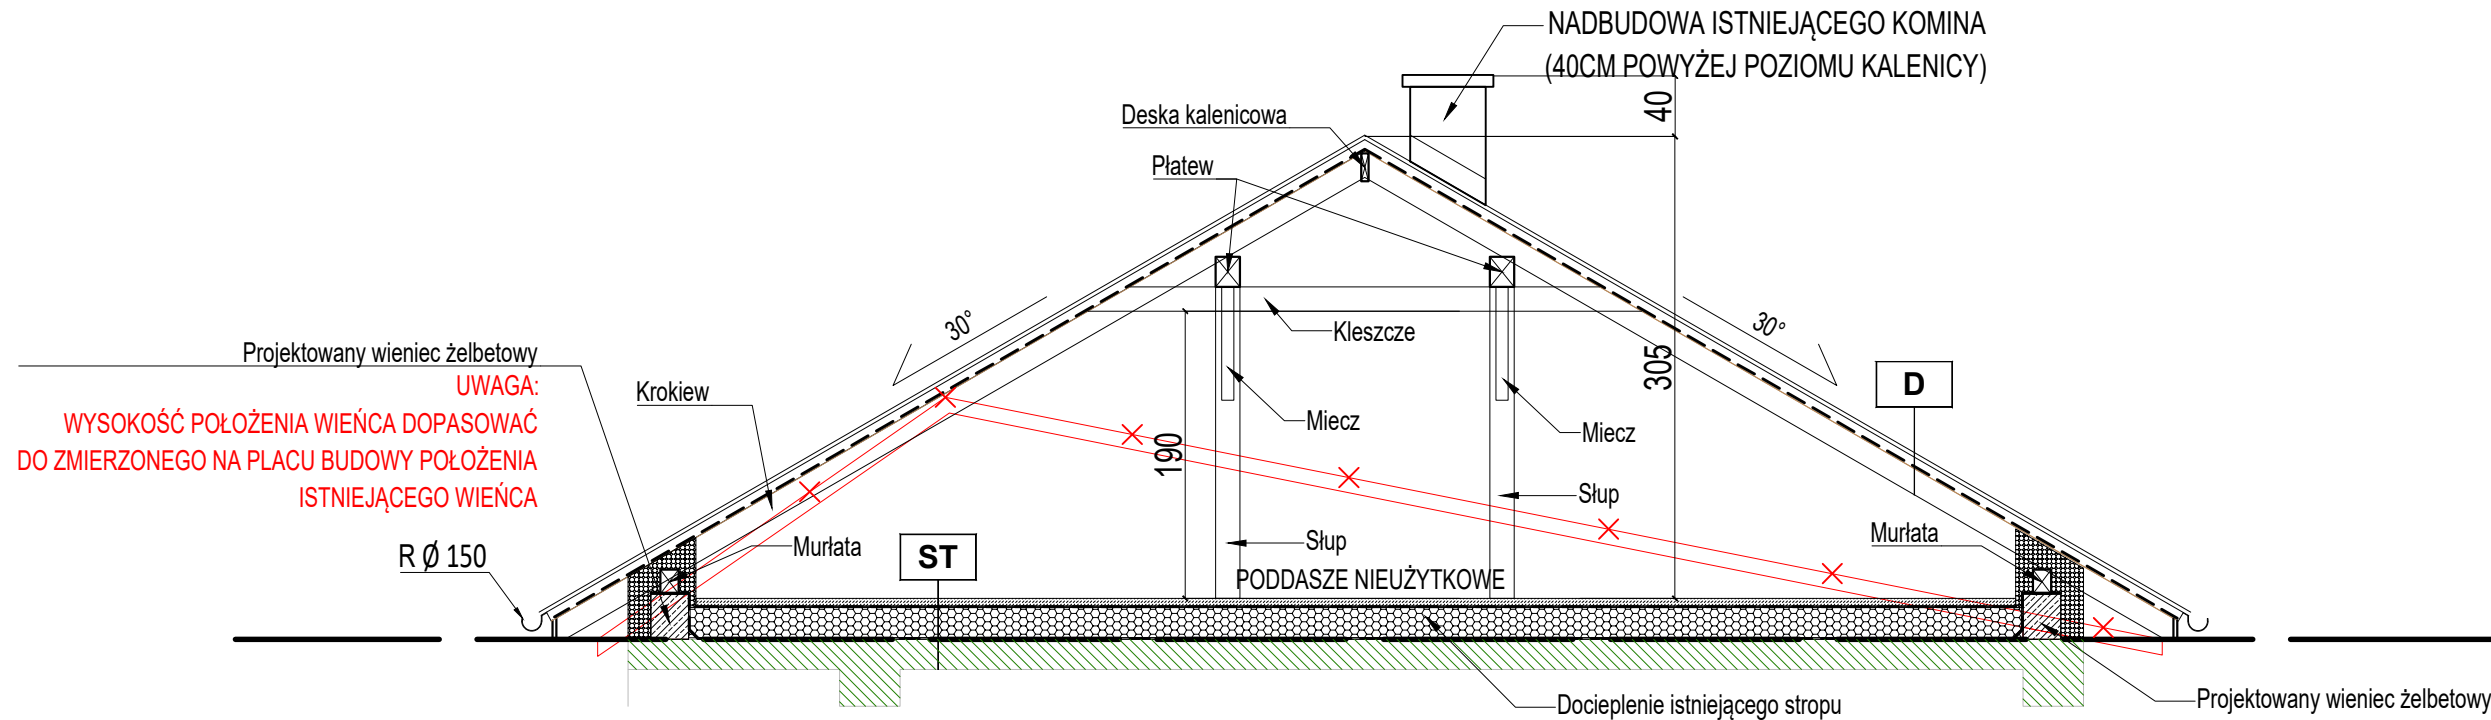 NADBUDOWA ISTNIEJĄCEGO KOMINA
(40CM POWYŻEJ POZIOMU KALENICY)
40
Deska kalenicowa
Płatew
30°
30°
Kleszcze
305
Projektowany wieniec żelbetowy
UWAGA:
WYSOKOŚĆ POŁOŻENIA WIEŃCA DOPASOWAĆ
DO ZMIERZONEGO NA PLACU BUDOWY POŁOŻENIA
ISTNIEJĄCEGO WIEŃCA
Krokiew
D
Miecz
Miecz
190
Słup
Murłata
Murłata
Słup
R Ø 150
ST
PODDASZE NIEUŻYTKOWE
Docieplenie istniejącego stropu
Projektowany wieniec żelbetowy